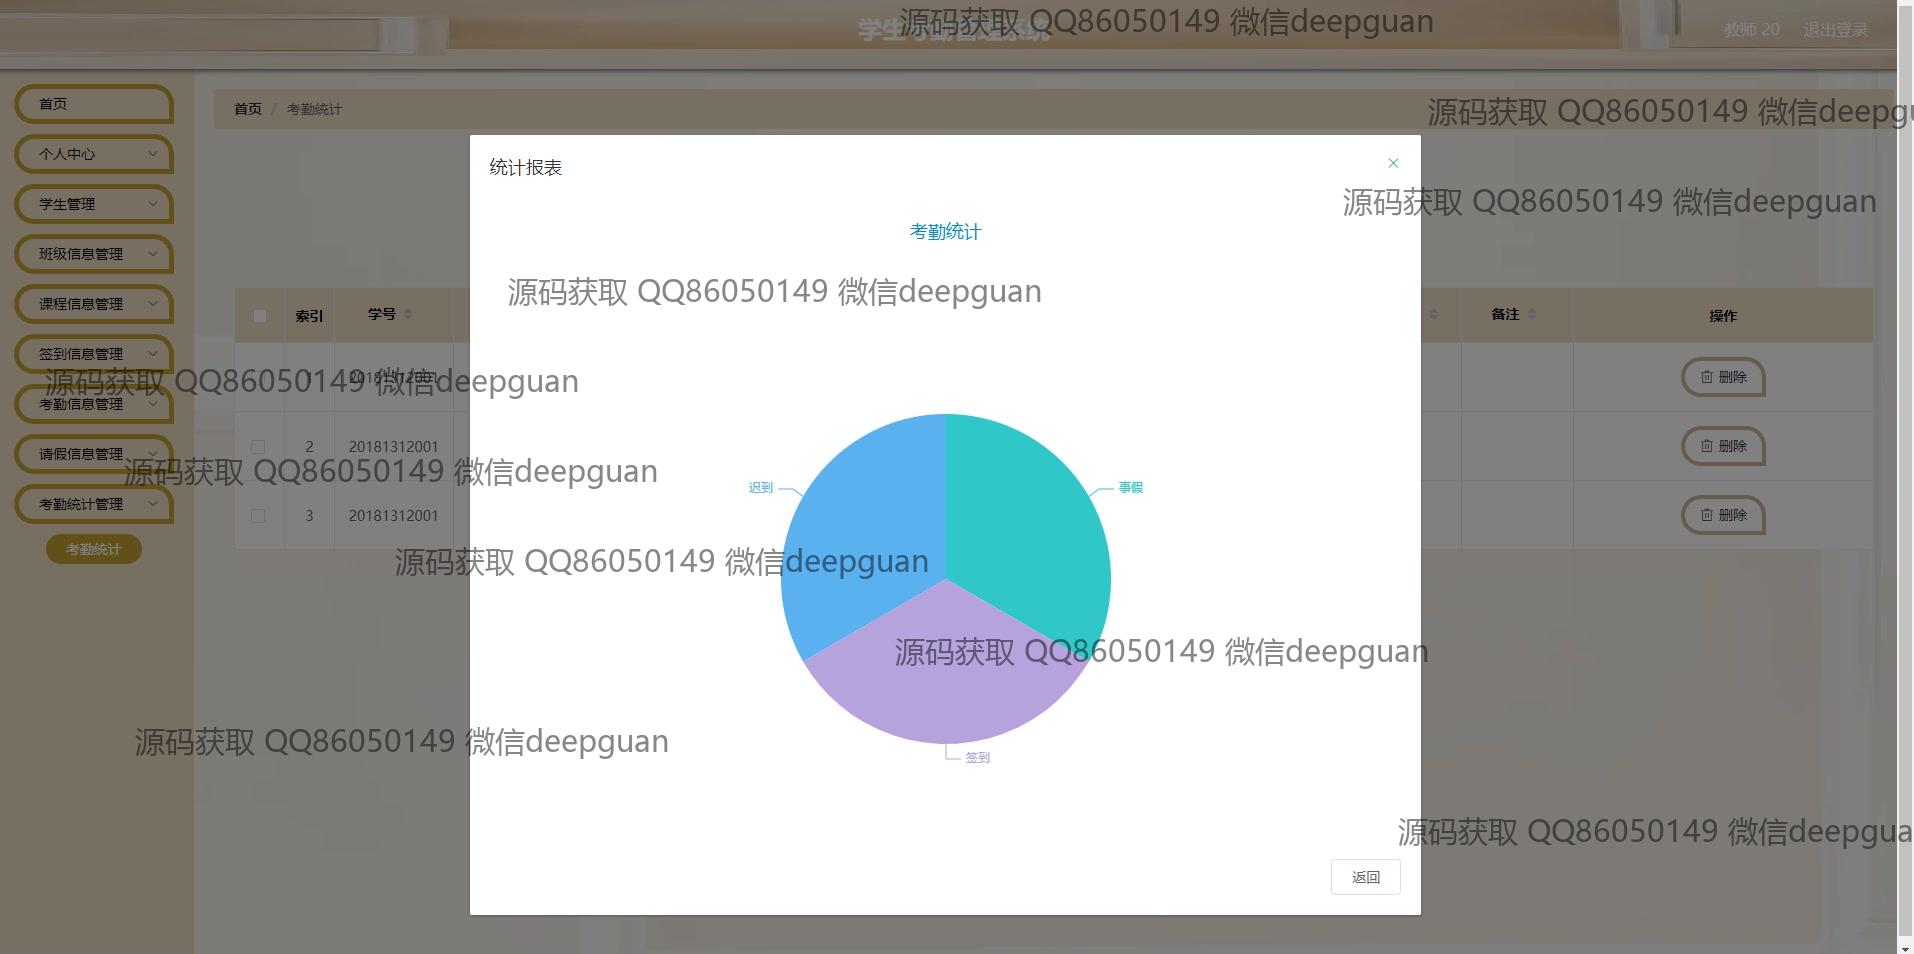 学生考勤管理系统
源码获取 QQ86050149 微信deepguan
教师 20 退出登录
首页
个人中心
学生管理
班级信息管理
课程信息管理
签到信息管理
考勤信息管理
请假信息管理
考勤统计管理
考勤统计
首页 / 考勤统计
源码获取 QQ86050149 微信deepgu
统计报表
源码获取 QQ86050149 微信deepguan
考勤统计
源码获取 QQ86050149 微信deepguan
索引 学号 备注 操作
1 20181312001 删除
源码获取 QQ86050149 微信deepguan
2 20181312001 删除
源码获取 QQ86050149 微信deepguan
3 20181312001 删除
迟到 事假
源码获取 QQ86050149 微信deepguan
源码获取 QQ86050149 微信deepguan
签到
源码获取 QQ86050149 微信deepguan
源码获取 QQ86050149 微信deepgua
返回